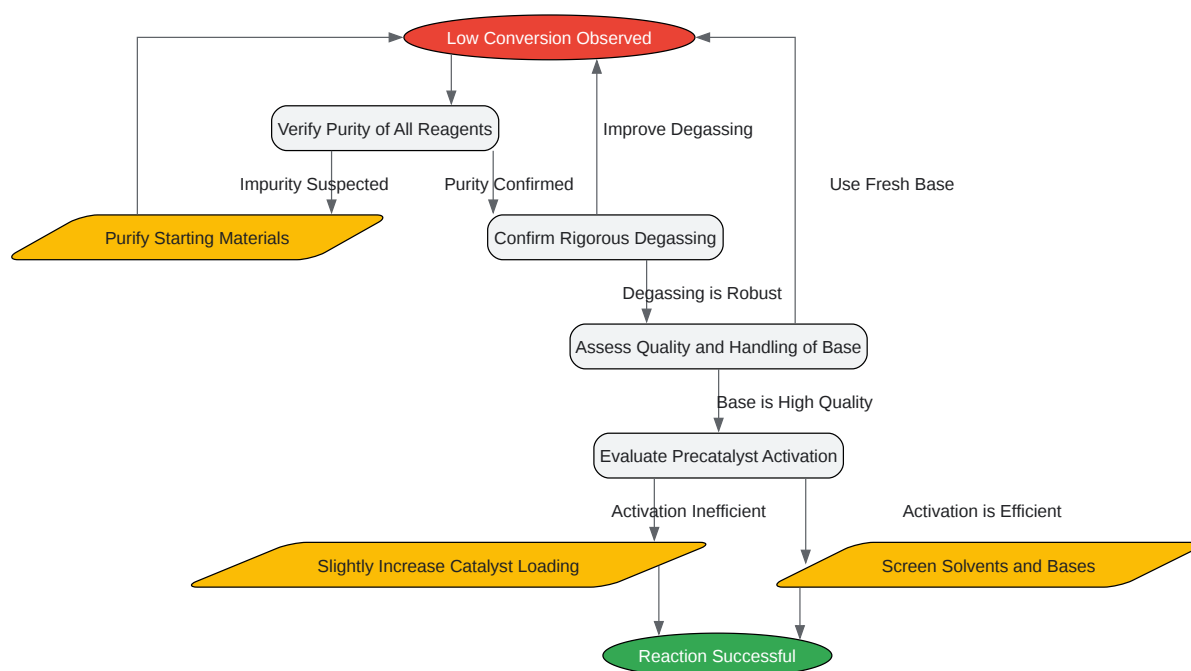 Low Conversion Observed
Verify Purity of All Reagents
Improve Degassing
Impurity Suspected
Purity Confirmed
Use Fresh Base
Purify Starting Materials
Confirm Rigorous Degassing
Degassing is Robust
Assess Quality and Handling of Base
Base is High Quality
Evaluate Precatalyst Activation
Activation Inefficient
Activation is Efficient
Slightly Increase Catalyst Loading
Screen Solvents and Bases
Reaction Successful